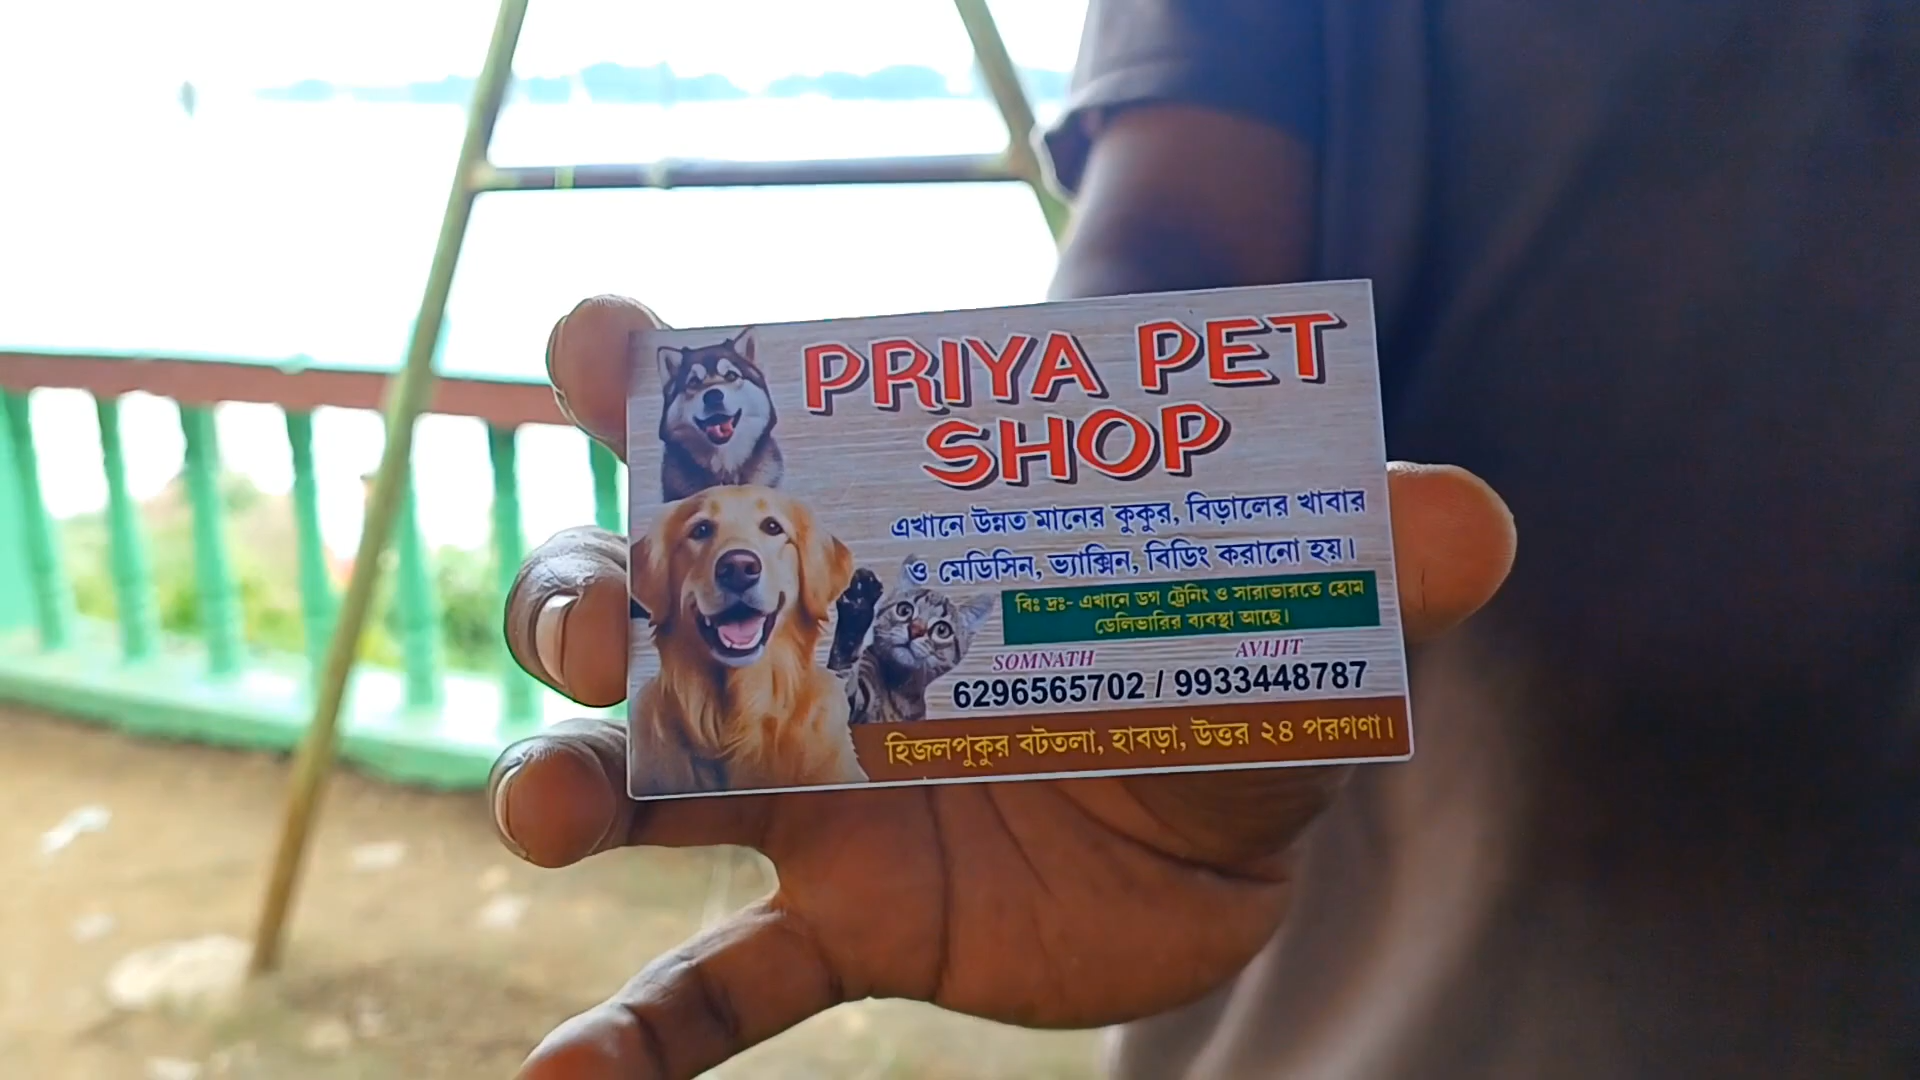 PRIYA PET
SHOP
এখানে উন্নত মানের কুকুর, বিড়ালের খাবার
ও মেডিসিন, ভ্যাক্সিন, বিডিং করানো হয়।
বিঃ দ্রঃ- এখানে ডগ ট্রেনিং ও সারাভারতে হোম
ডেলিভারির ব্যবস্থা আছে।
SOMNATH AVIJIT
6296565702 / 9933448787
হিজলপুকুর বটতলা, হাবড়া, উত্তর ২৪ পরগণা।